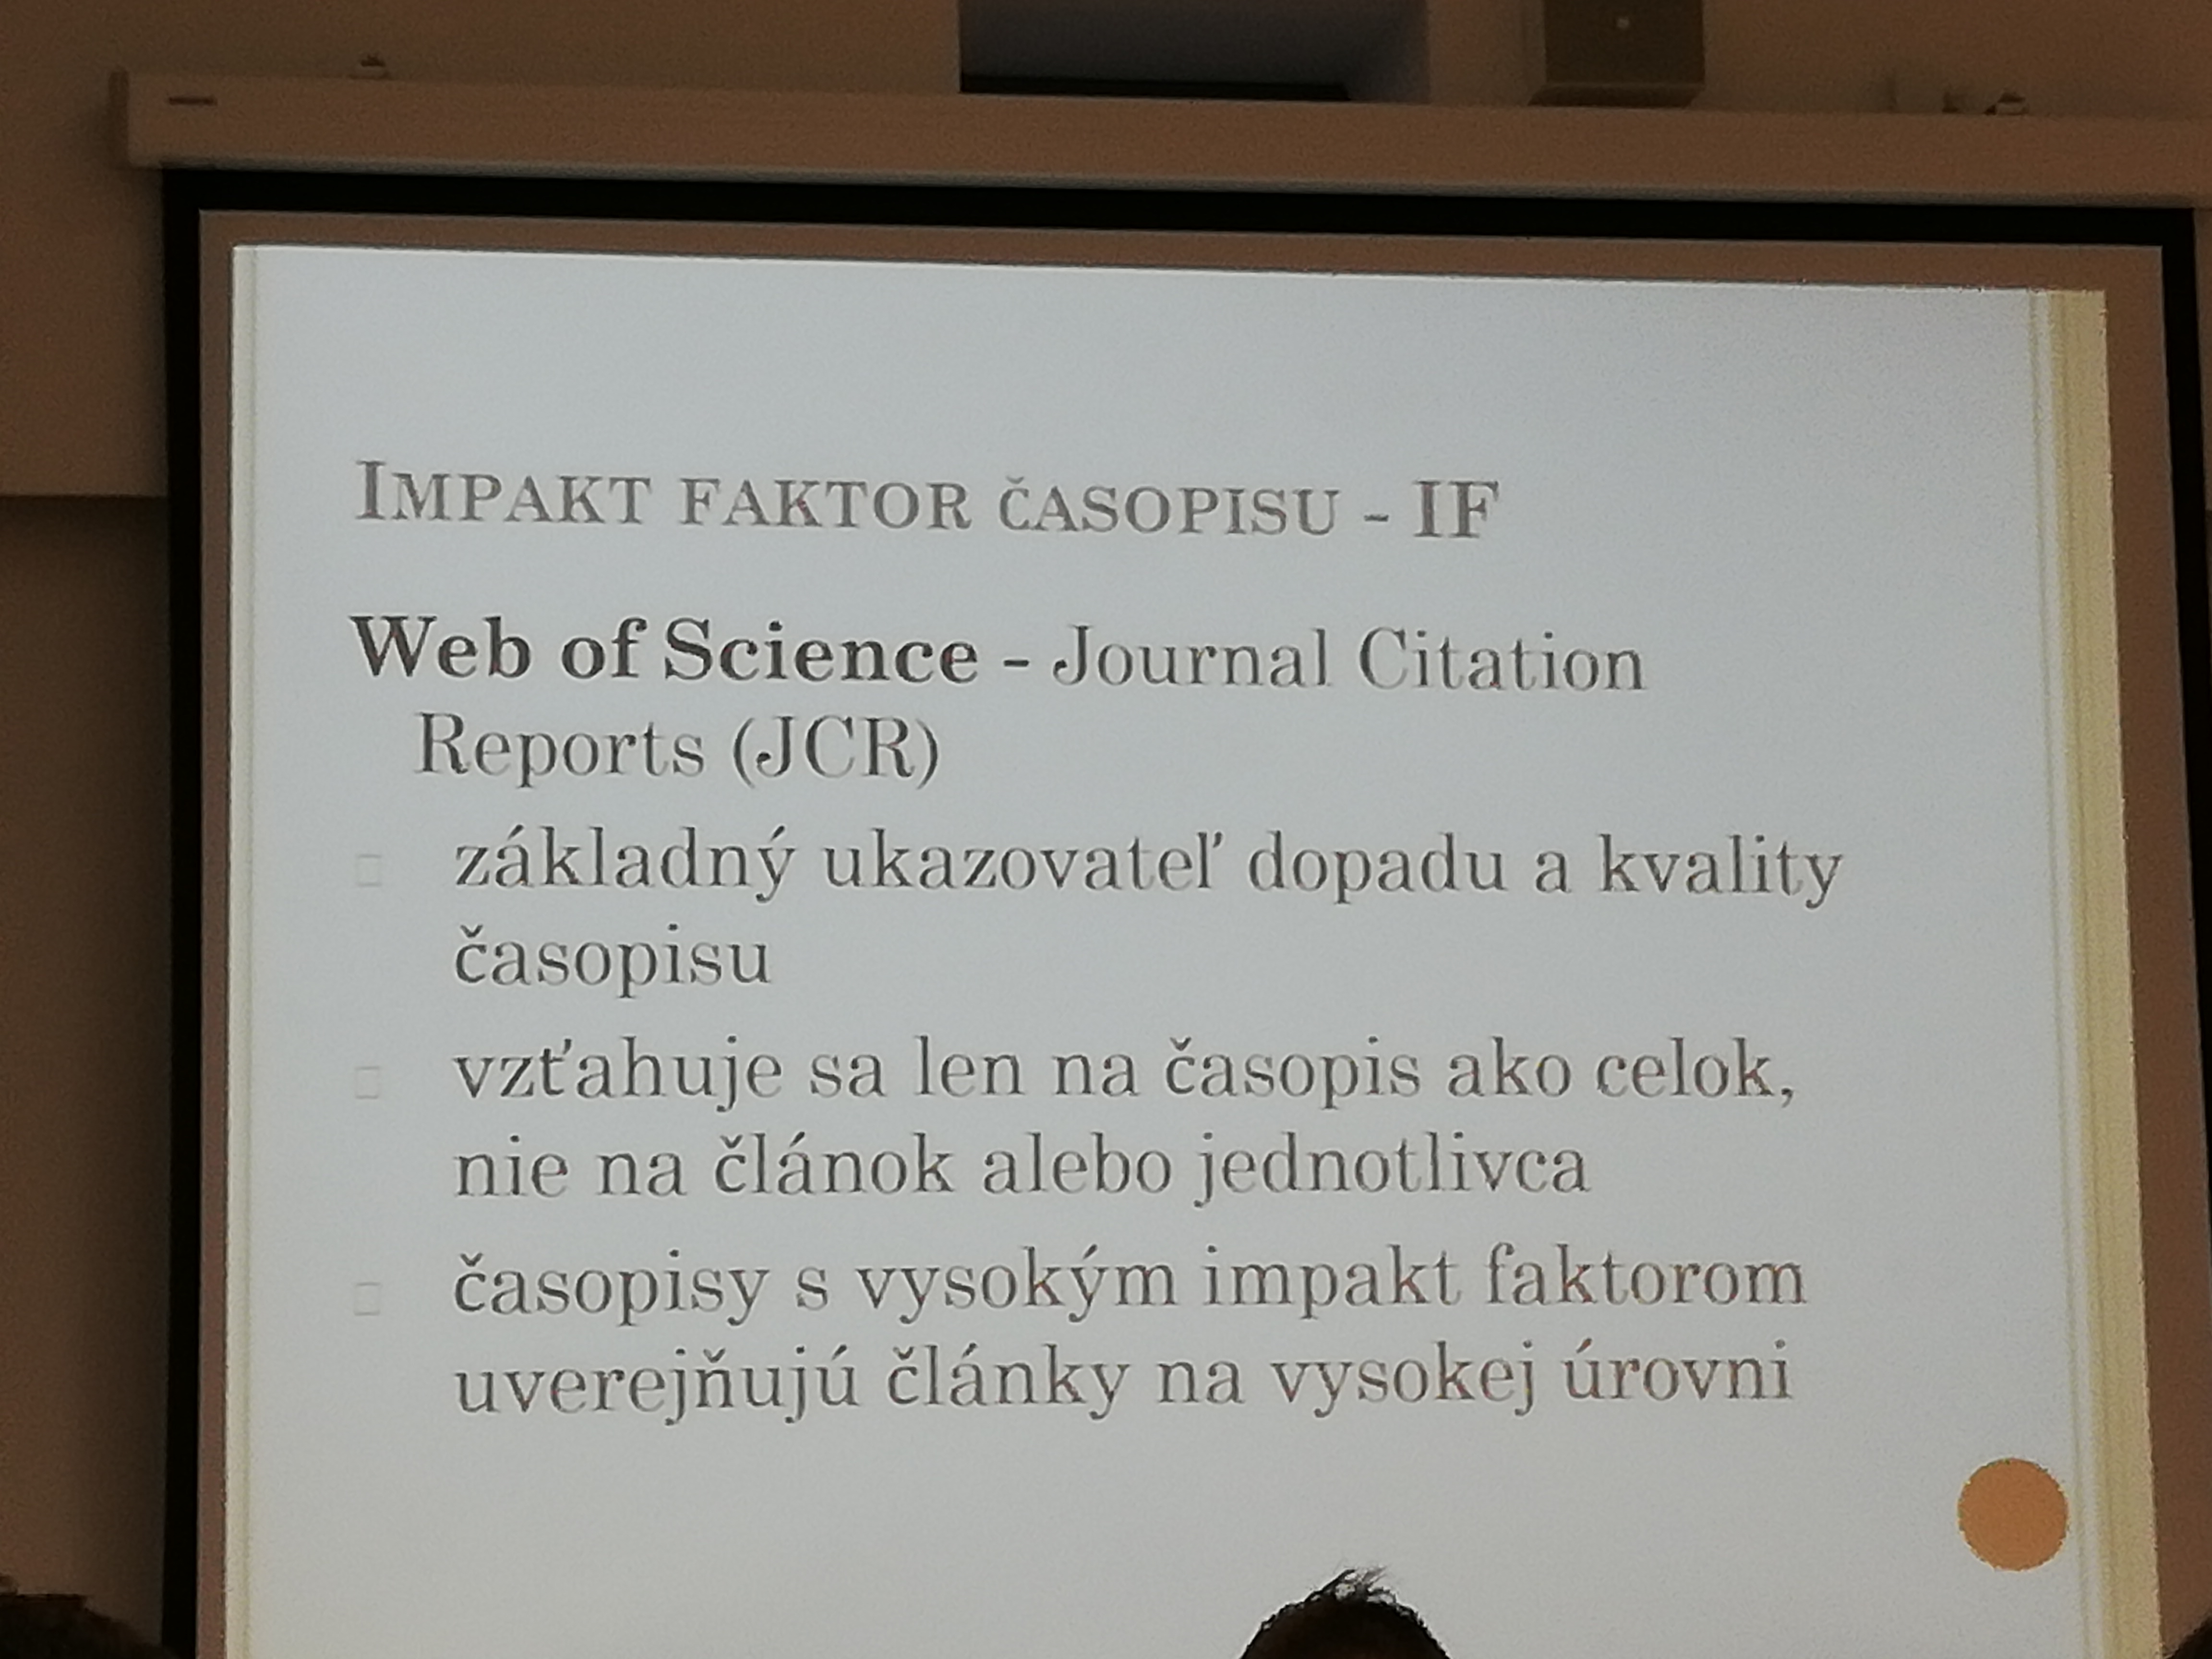 IMPAKT FAKTOR ČASOPISU - IF
Web of Science - Journal Citation
Reports (JCR)
základný ukazovateľ dopadu a kvality
časopisu
vzťahuje sa len na časopis ako celok,
nie na článok alebo jednotlivca
časopisy s vysokým impakt faktorom
uverejňujú články na vysokej úrovni